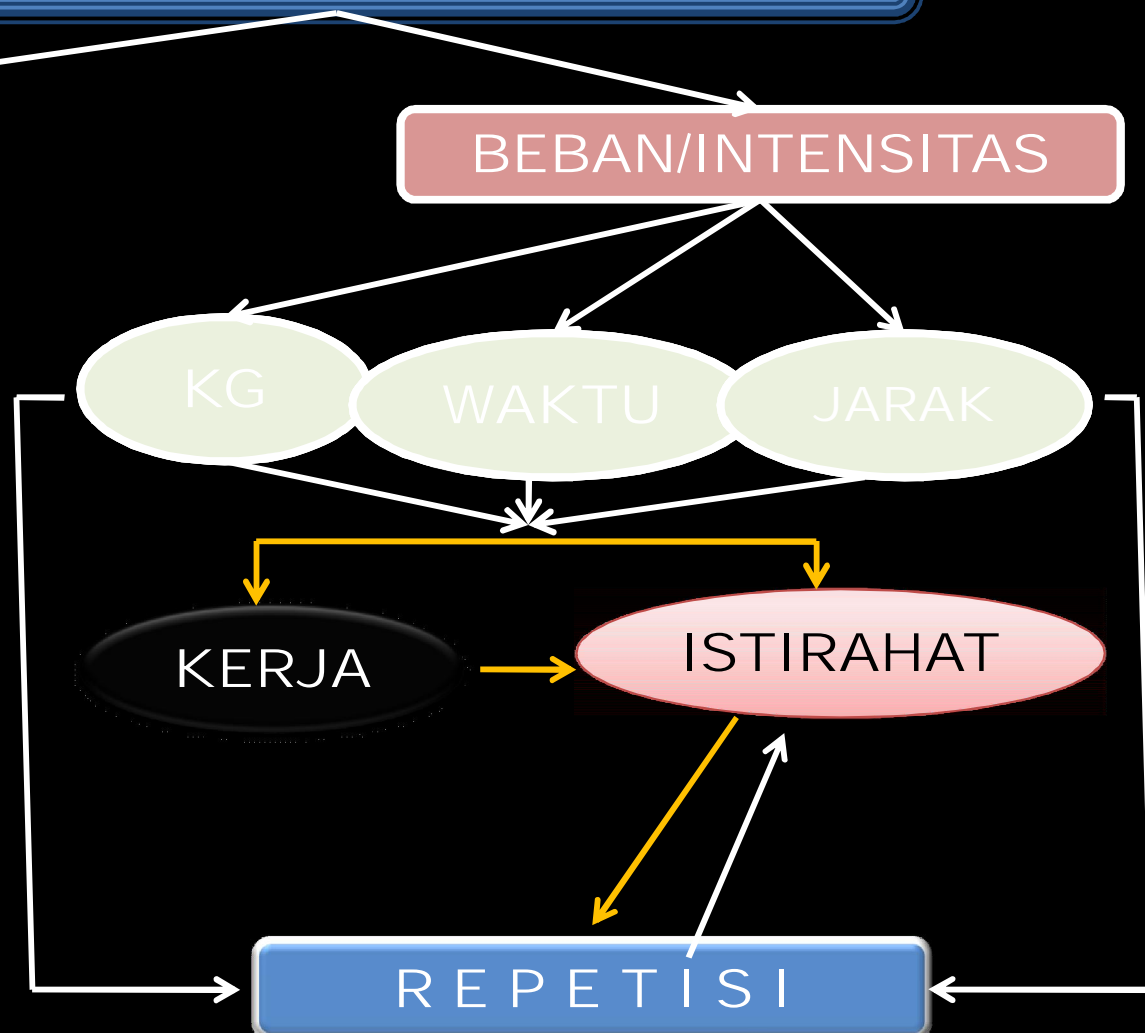 BEBAN/INTENSITAS
KG
WAKTU
JARAK
KERJA
ISTIRAHAT
R E P E T I S I